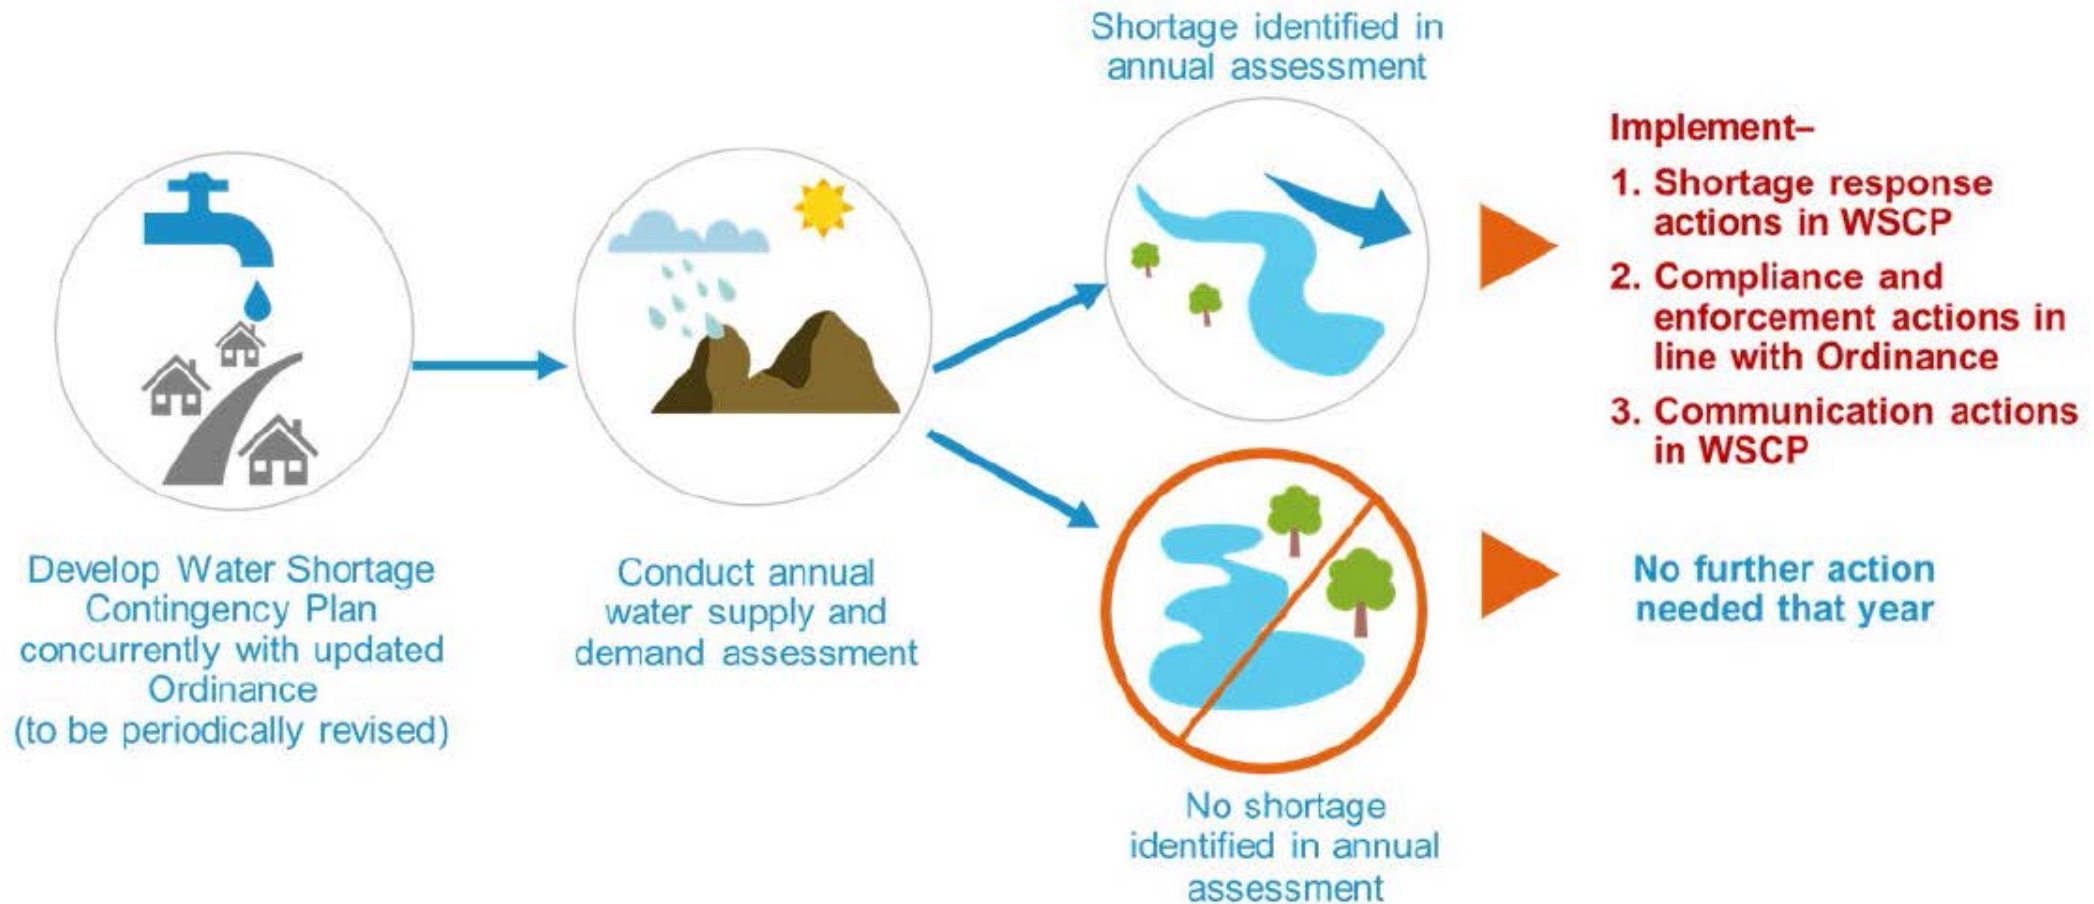 Develop Water Shortage
Contingency Plan
concurrently with updated
Ordinance
(to be periodically revised)
Conduct annual
water supply and
demand assessment
Shortage identified in
annual assessment
Implement–
1. Shortage response
actions in WSCP
2. Compliance and
enforcement actions in
line with Ordinance
3. Communication actions
in WSCP
No shortage
identified in annual
assessment
No further action
needed that year